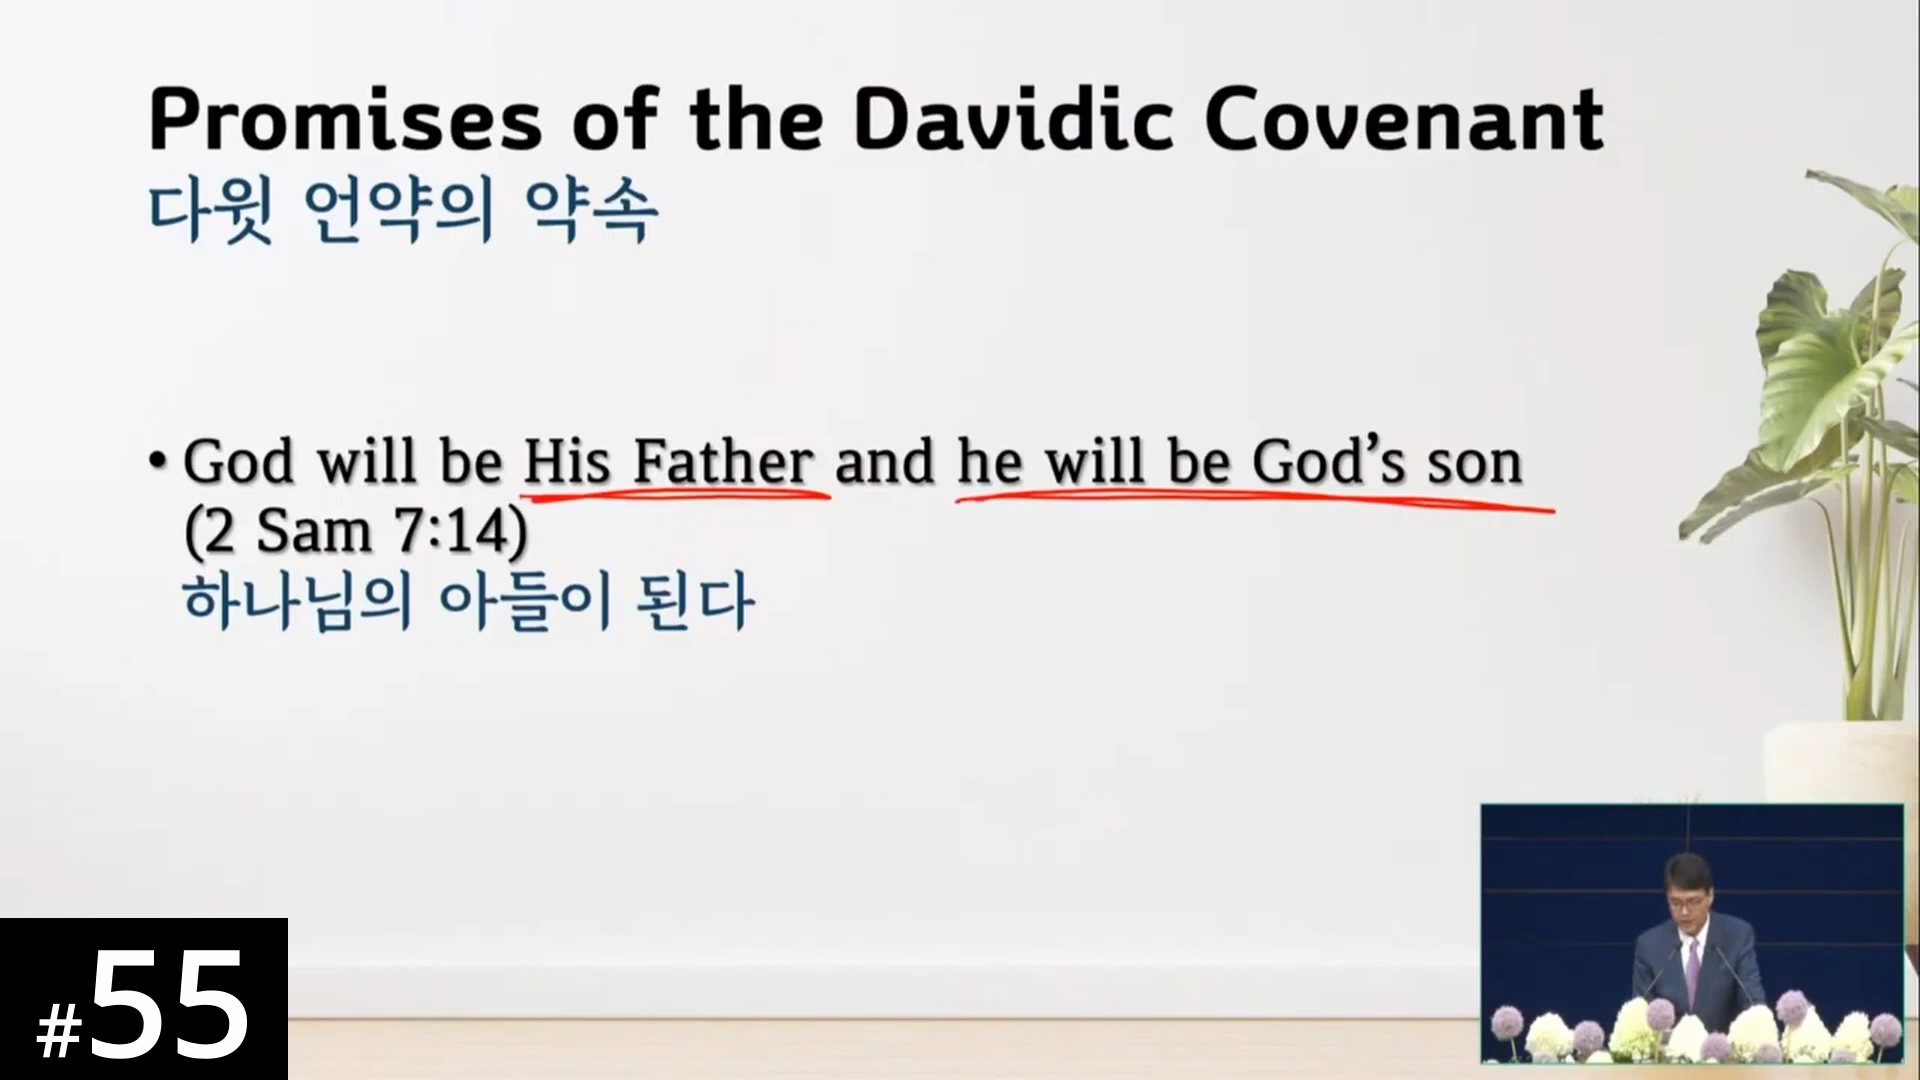 Promises of the Davidic Covenant
다윗 언약의 약속
• God will be His Father and he will be God’s son
(2 Sam 7:14)
하나님의 아들이 된다
#55